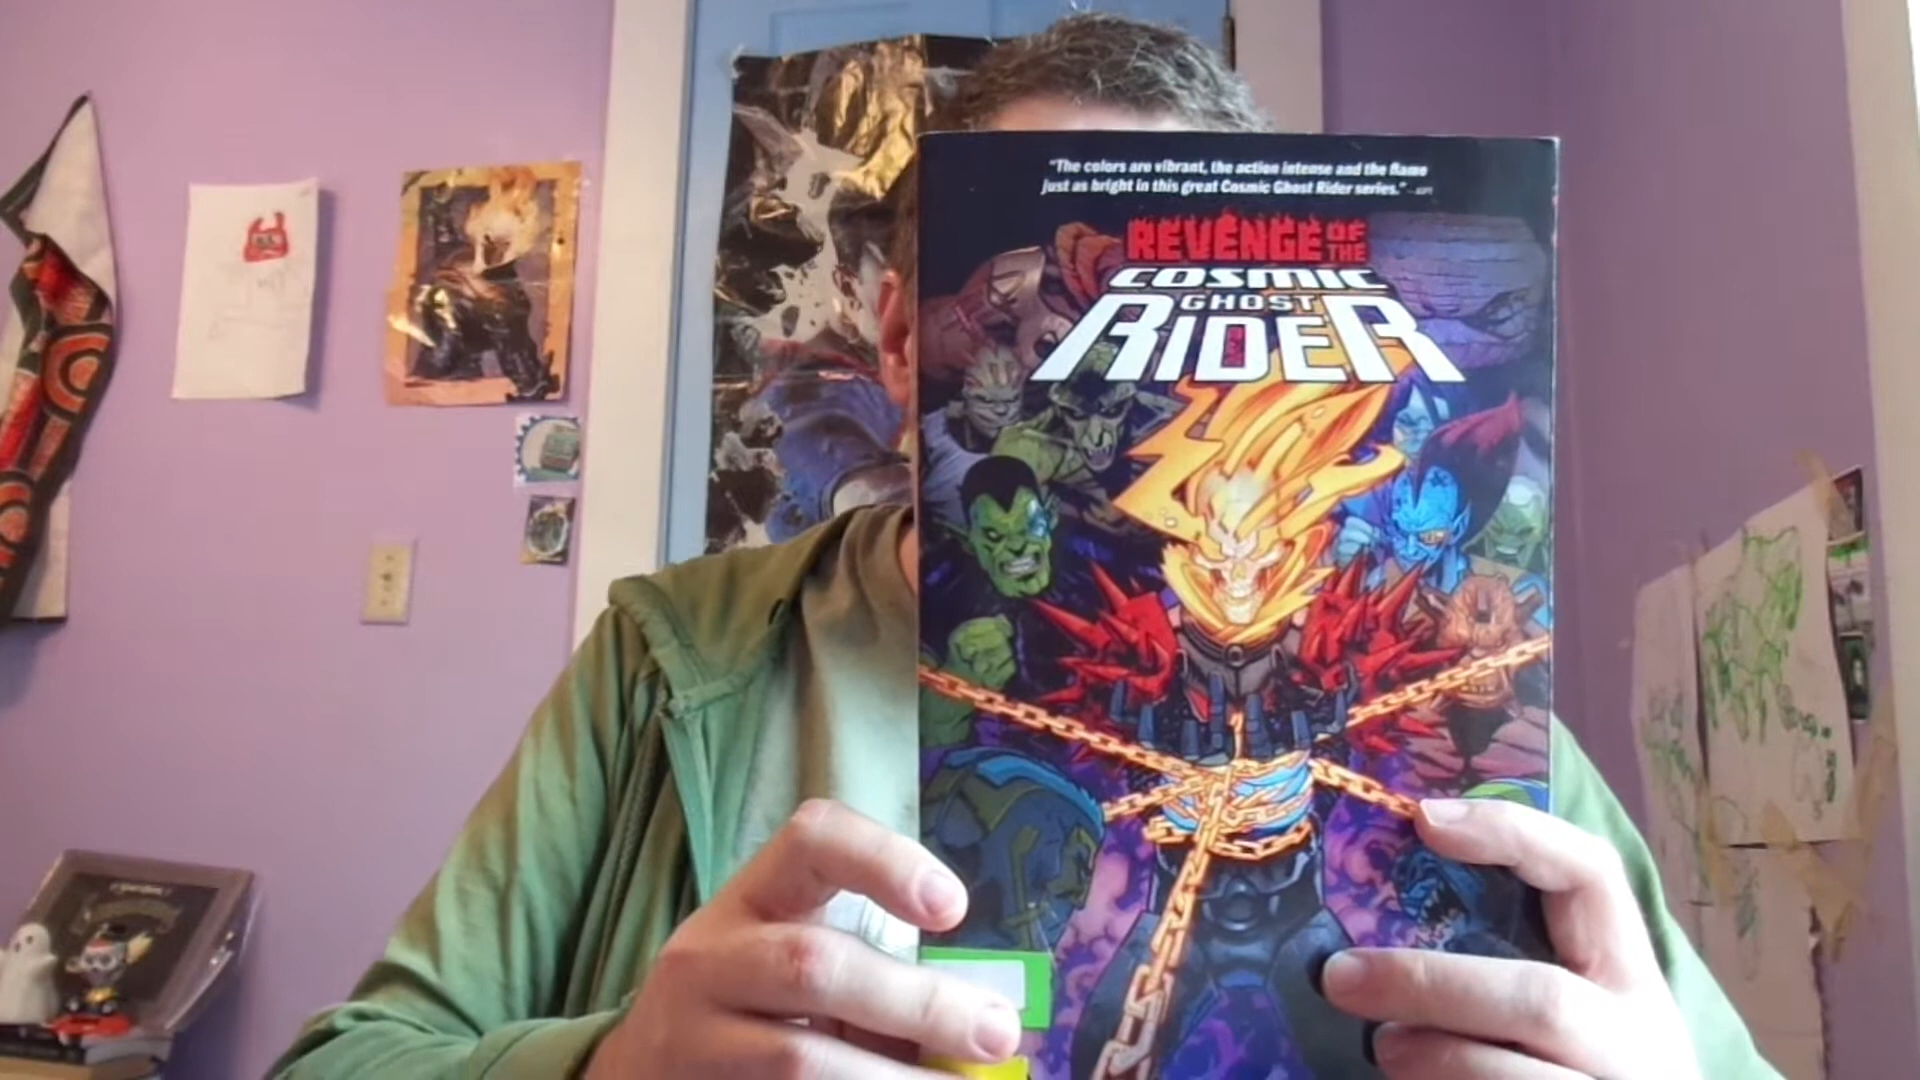 "The colors are vibrant, the action intense and the flame
just as bright in this great Cosmic Ghost Rider series."
REVENGE OF THE
COSMIC
GHOST
RIDER